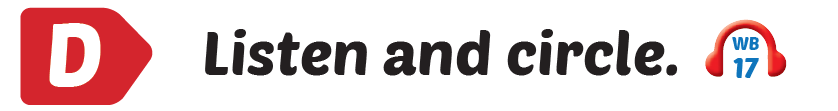 D Listen and circle. WB
17